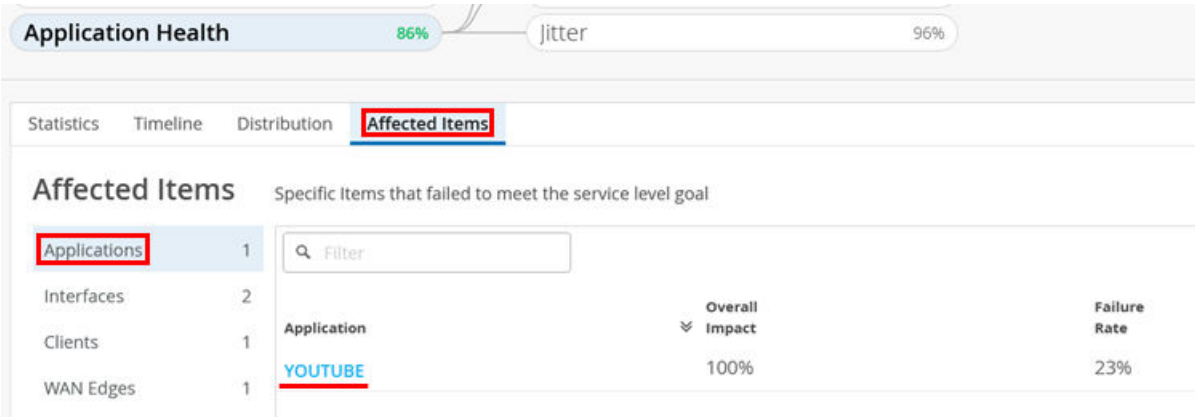 Application Health 86% Jitter 96%
Statistics Timeline Distribution Affected Items
Affected Items Specific Items that failed to meet the service level goal
Applications 1
Filter
Interfaces 2
Clients 1
WAN Edges 1
Application Overall Impact Failure Rate
YOUTUBE 100% 23%